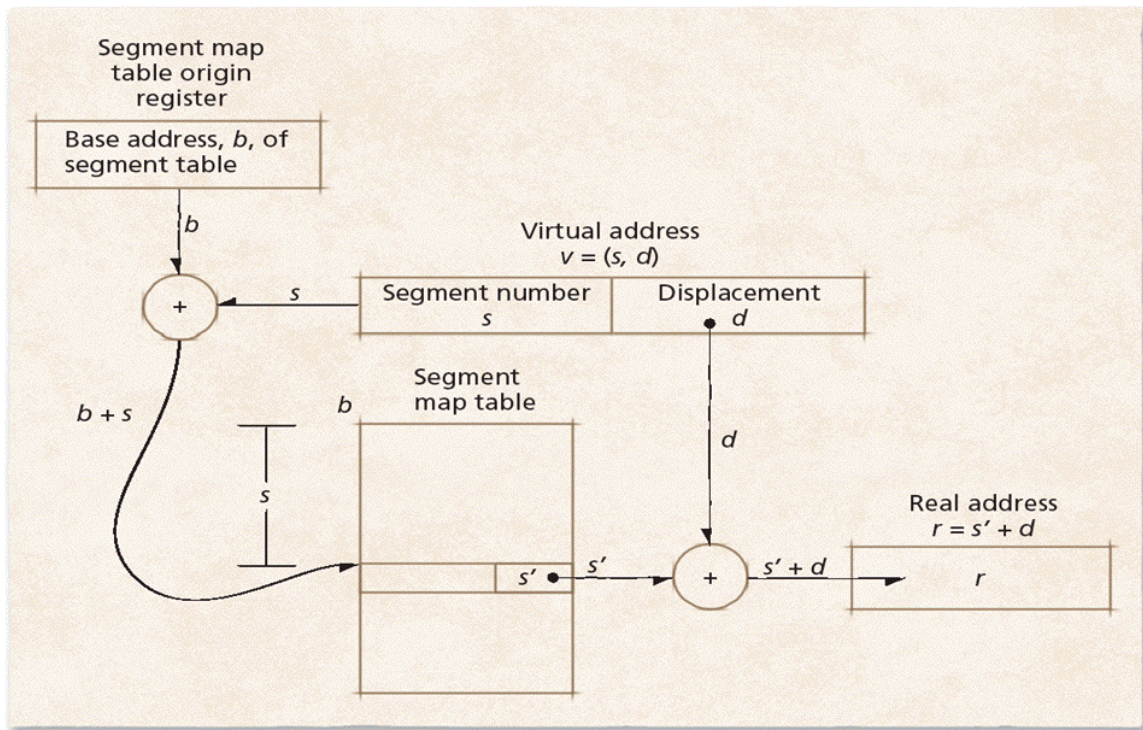 Segment map
table origin
register
Base address, b, of
segment table
b
Virtual address
v = (s, d)
+
s
Segment number
s
Displacement
d
b + s
b
Segment
map table
s
d
s′
s′
+
s′ + d
Real address
r = s′ + d
r